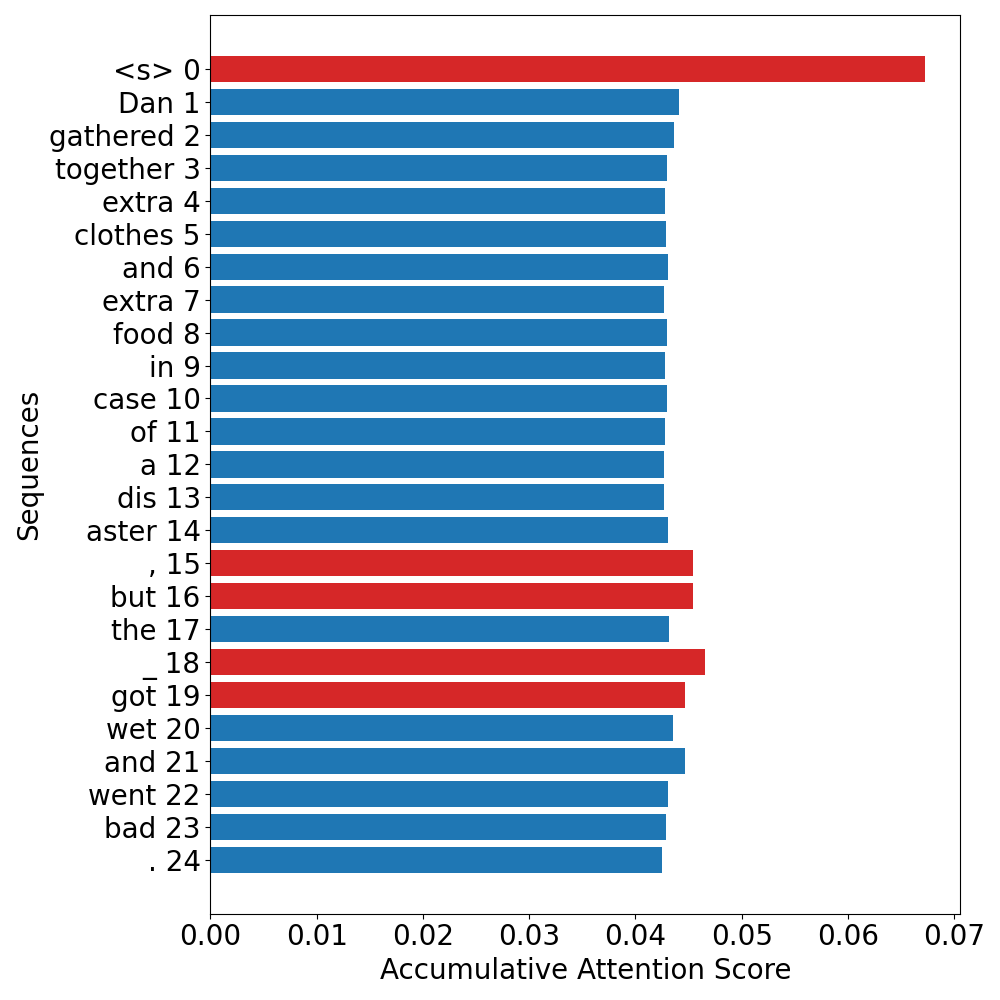 <s> 0
Dan 1
gathered 2
together 3
extra 4
clothes 5
and 6
extra 7
food 8
in 9
case 10
of 11
a 12
dis 13
aster 14
, 15
but 16
the 17
_ 18
got 19
wet 20
and 21
went 22
bad 23
. 24
Sequences
0.00 0.01 0.02 0.03 0.04 0.05 0.06 0.07
Accumulative Attention Score